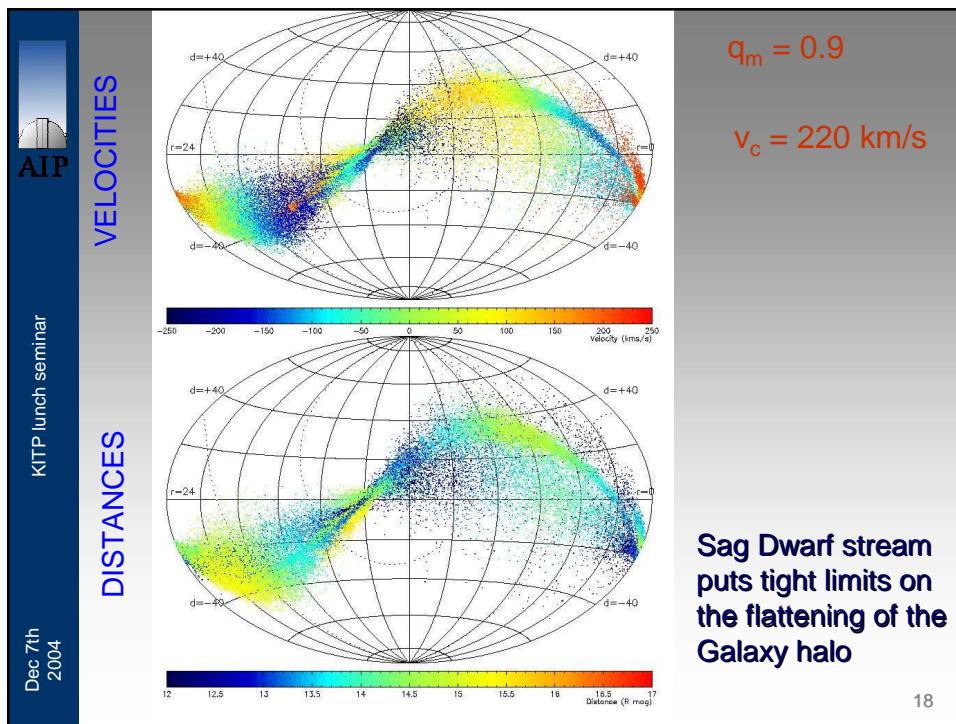 AIP
KITP lunch seminar
Dec 7th
2004
VELOCITIES
d=+40
d=+40
r=24
r=0
d=-40
d=-40
-250 -200 -150 -100 -50 0 50 100 150 200 250
Velocity (kms/s)
DISTANCES
d=+40
d=+40
r=24
r=0
d=-40
d=-40
12 12.5 13 13.5 14 14.5 15 15.5 16 16.5 17
Distance (R mag)
qm = 0.9
vc = 220 km/s
Sag Dwarf stream
puts tight limits on
the flattening of the
Galaxy halo
18